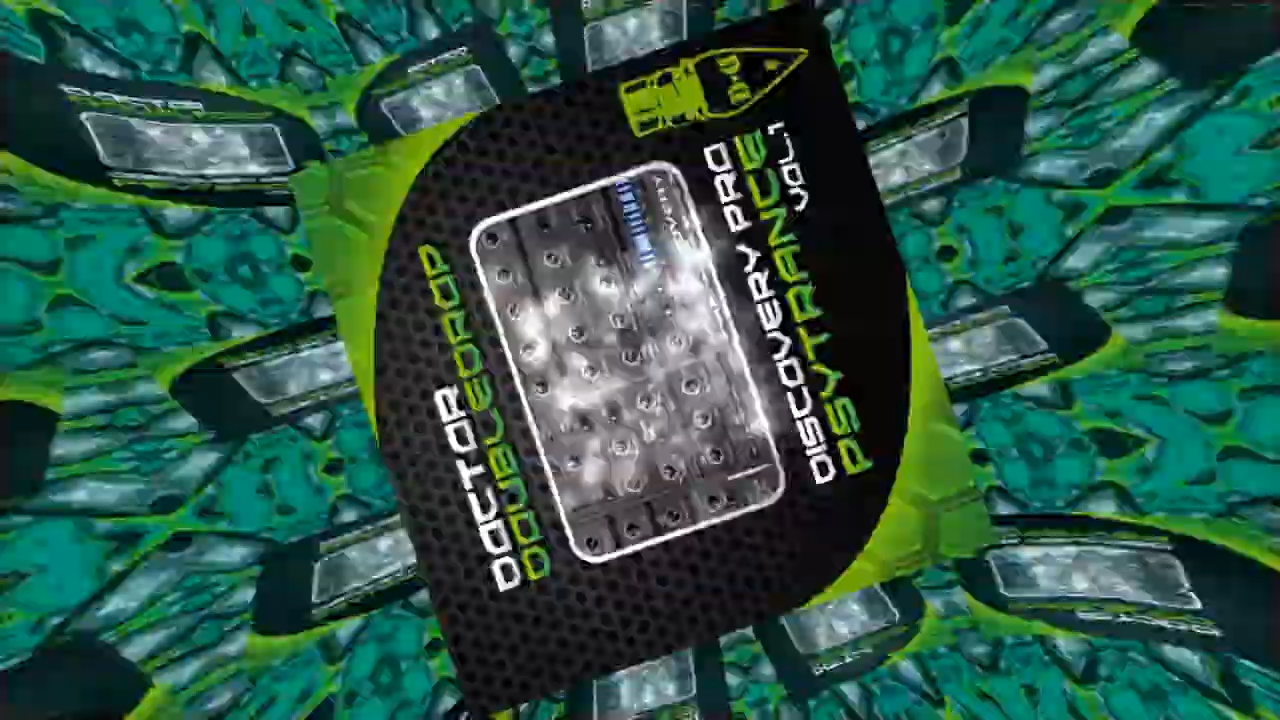 DOCTOR
DOUBLEDROP
DISCOVERY PRO
PSYTRANCE
VOL.1